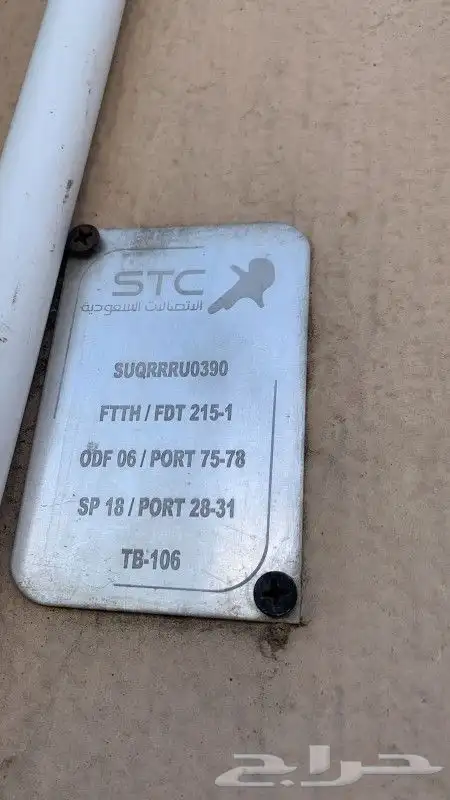 STC
الاتصالات السعودية
SUQRRRU0390
FTTH / FDT 215-1
ODF 06 / PORT 75-78
SP 18 / PORT 28-31
TB-106
حراج